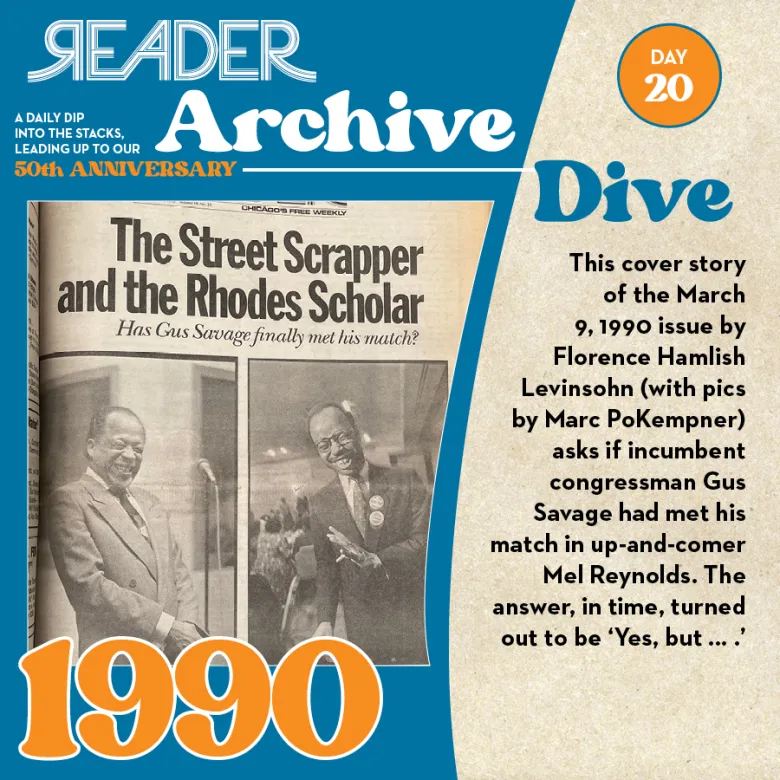 READER
A DAILY DIP
INTO THE STACKS,
LEADING UP TO OUR
50th ANNIVERSARY
Archive
Dive
DAY
20
CHICAGO'S FREE WEEKLY
The Street Scrapper
and the Rhodes Scholar
Has Gus Savage finally met his match?
1990
This cover story
of the March
9, 1990 issue by
Florence Hamlish
Levinsohn (with pics
by Marc PoKempner)
asks if incumbent
congressman Gus
Savage had met his
match in up-and-comer
Mel Reynolds. The
answer, in time, turned
out to be ‘Yes, but ... .’